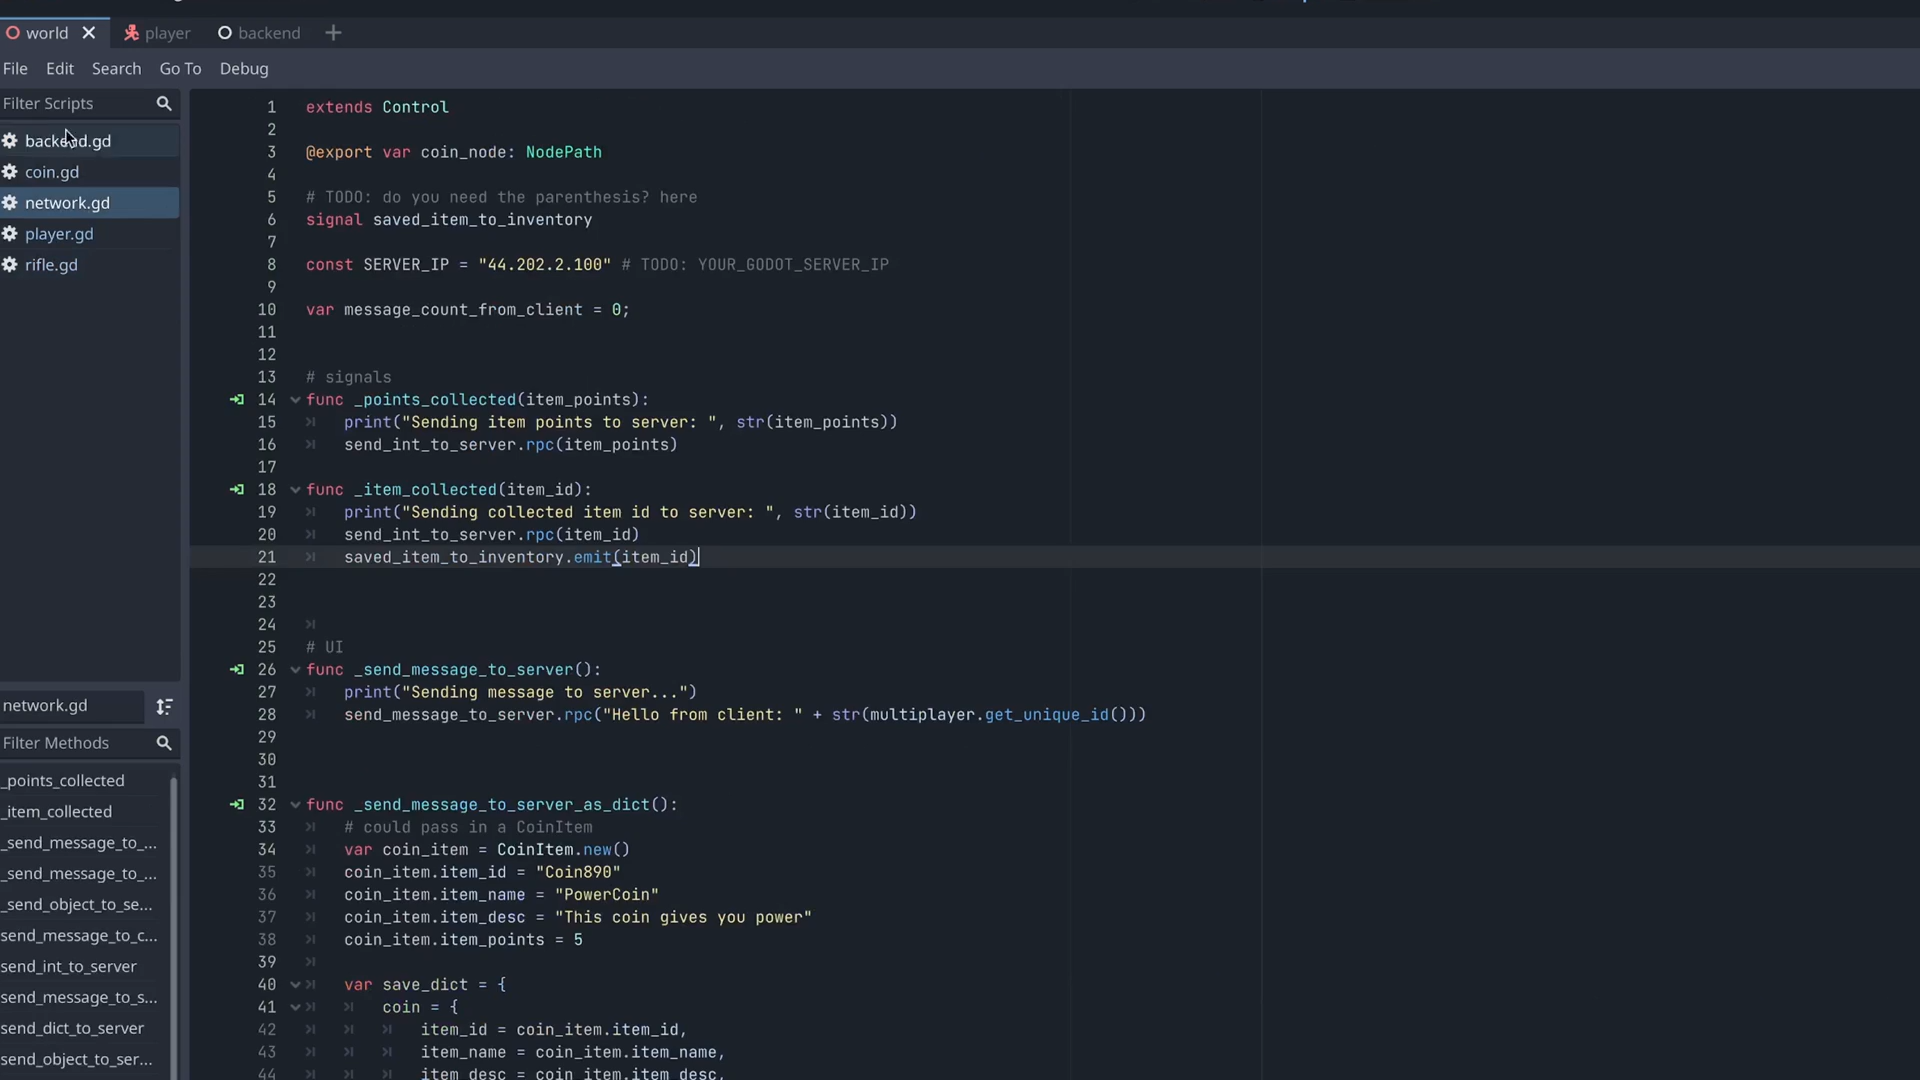 world
player
backend
File Edit Search Go To Debug
Filter Scripts
backend.gd
coin.gd
network.gd
player.gd
rifle.gd
network.gd
Filter Methods
_points_collected
_item_collected
_send_message_to_...
_send_message_to_...
_send_object_to_se...
send_message_to_c...
send_int_to_server
send_message_to_s...
send_dict_to_server
send_object_to_ser...
1 extends Control
2
3 @export var coin_node: NodePath
4
5 # TODO: do you need the parenthesis? here
6 signal saved_item_to_inventory
7
8 const SERVER_IP = "44.202.2.100" # TODO: YOUR_GODOT_SERVER_IP
9
10 var message_count_from_client = 0;
11
12
13 # signals
14 func _points_collected(item_points):
15 print("Sending item points to server: ", str(item_points))
16 send_int_to_server.rpc(item_points)
17
18 func _item_collected(item_id):
19 print("Sending collected item id to server: ", str(item_id))
20 send_int_to_server.rpc(item_id)
21 saved_item_to_inventory.emit(item_id)
22
23
24
25 # UI
26 func _send_message_to_server():
27 print("Sending message to server...")
28 send_message_to_server.rpc("Hello from client: " + str(multiplayer.get_unique_id()))
29
30
31
32 func _send_message_to_server_as_dict():
33 # could pass in a CoinItem
34 var coin_item = CoinItem.new()
35 coin_item.item_id = "Coin890"
36 coin_item.item_name = "PowerCoin"
37 coin_item.item_desc = "This coin gives you power"
38 coin_item.item_points = 5
39
40 var save_dict = {
41 coin = {
42 item_id = coin_item.item_id,
43 item_name = coin_item.item_name,
44 item_desc = coin_item.item_desc,